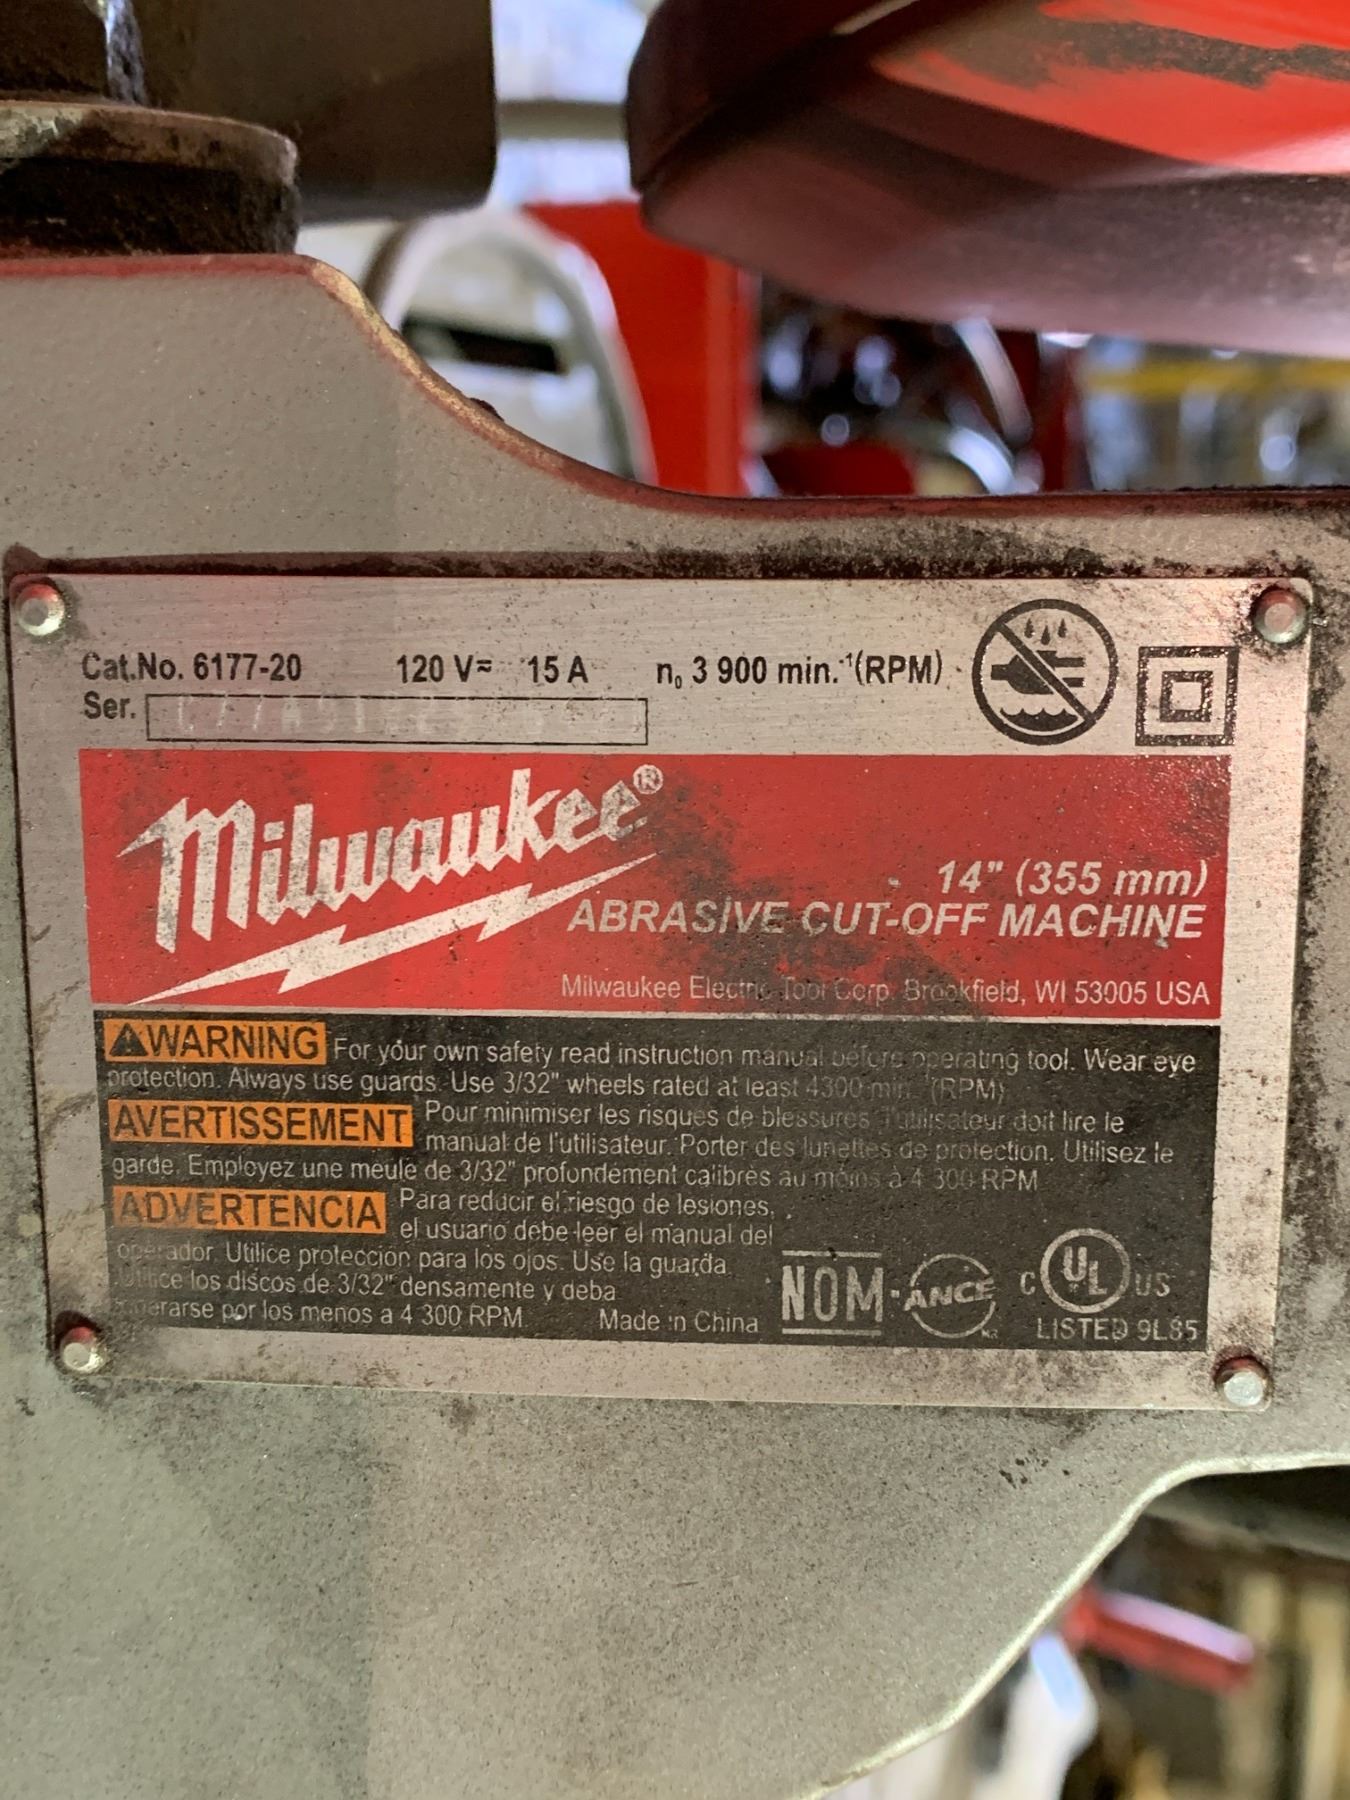 Cat.No. 6177-20 120 V≂ 15 A n₀ 3 900 min.⁻¹(RPM)
Ser.
Milwaukee®
14" (355 mm)
ABRASIVE CUT-OFF MACHINE
Milwaukee Electric Tool Corp. Brookfield, WI 53005 USA
⚠WARNING For your own safety read instruction manual before operating tool. Wear eye
protection. Always use guards. Use 3/32" wheels rated at least 4300 min.⁻¹(RPM)
AVERTISSEMENT Pour minimiser les risques de blessures l'utilisateur doit lire le
manual de l'utilisateur. Porter des lunettes de protection. Utilisez le
garde. Employez une meule de 3/32" profondément calibrés au moins à 4 300 RPM
ADVERTENCIA Para reducir el riesgo de lesiones,
el usuario debe leer el manual del
operador. Utilice protección para los ojos. Use la guarda.
Utilice los discos de 3/32" densamente y deba
operarse por los menos a 4 300 RPM
Made in China
NOM-ANCE
C UL US
LISTED 9L85